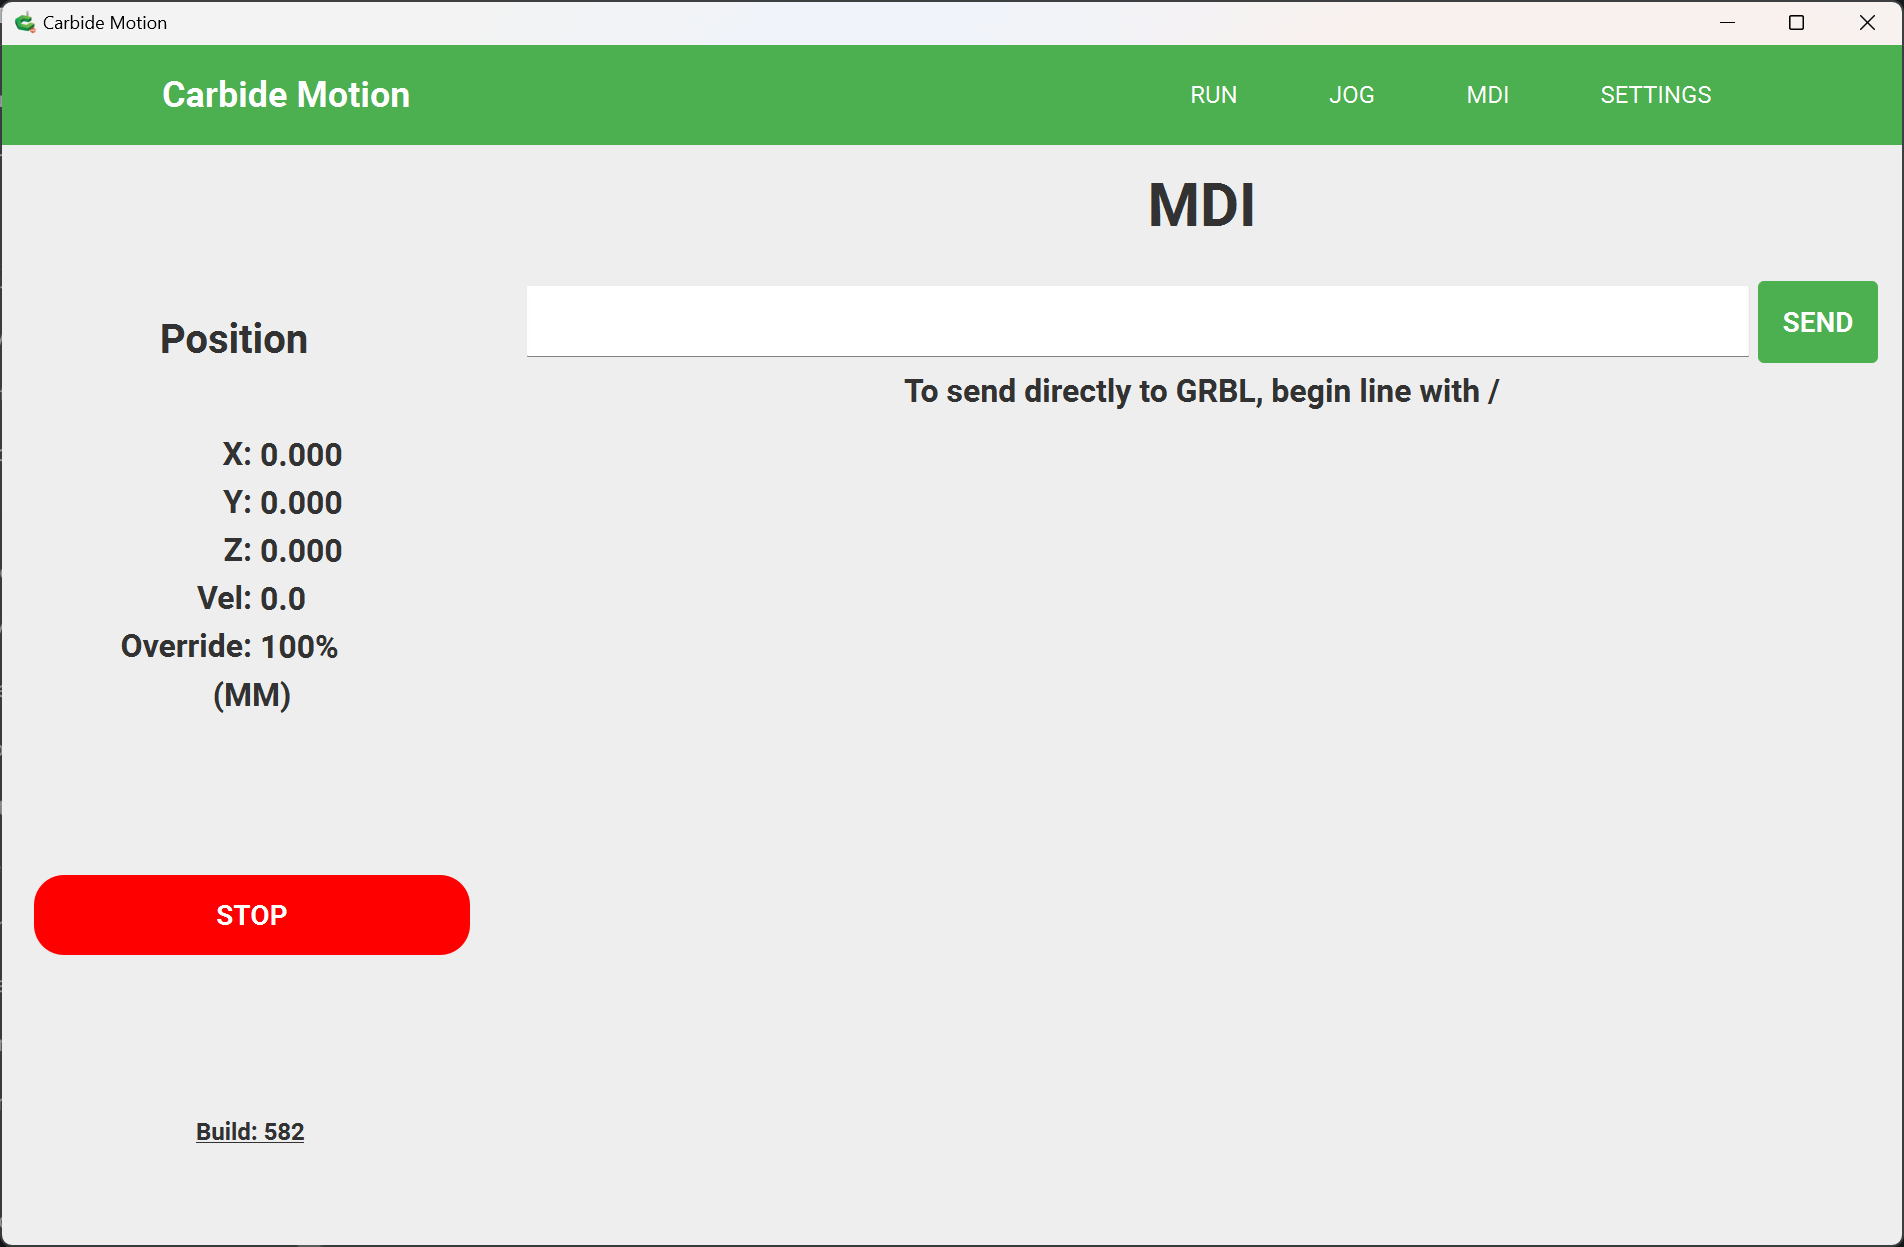 Carbide Motion
Carbide Motion RUN JOG MDI SETTINGS
MDI
SEND
To send directly to GRBL, begin line with /
Position
X: 0.000
Y: 0.000
Z: 0.000
Vel: 0.0
Override: 100%
(MM)
STOP
Build: 582